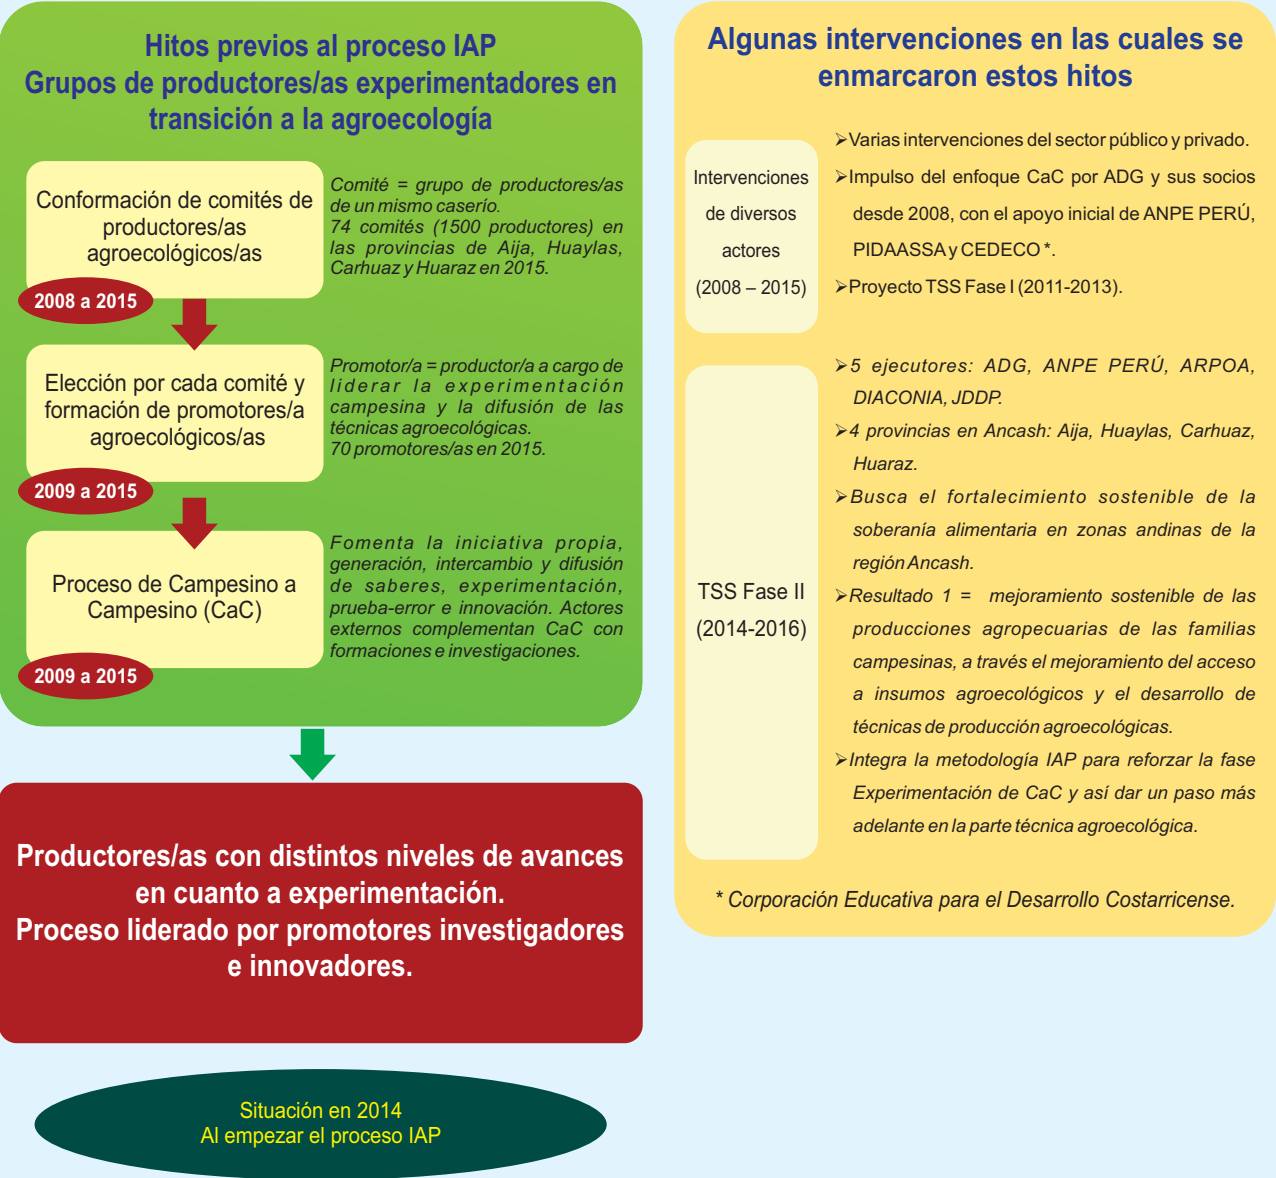 Hitos previos al proceso IAP
Grupos de productores/as experimentadores en
transición a la agroecología
Conformación de comités de
productores/as
agroecológicos/as
2008 a 2015
Comité = grupo de productores/as
de un mismo caserío.
74 comités (1500 productores) en
las provincias de Aija, Huaylas,
Carhuaz y Huaraz en 2015.
Elección por cada comité y
formación de promotores/a
agroecológicos/as
2009 a 2015
Promotor/a = productor/a a cargo de
liderar la experimentación
campesina y la difusión de las
técnicas agroecológicas.
70 promotores/as en 2015.
Proceso de Campesino a
Campesino (CaC)
2009 a 2015
Fomenta la iniciativa propia,
generación, intercambio y difusión
de saberes, experimentación,
prueba-error e innovación. Actores
externos complementan CaC con
formaciones e investigaciones.
Productores/as con distintos niveles de avances
en cuanto a experimentación.
Proceso liderado por promotores investigadores
e innovadores.
Situación en 2014
Al empezar el proceso IAP
Algunas intervenciones en las cuales se
enmarcaron estos hitos
Intervenciones
de diversos
actores
(2008 – 2015)
➢Varias intervenciones del sector público y privado.
➢Impulso del enfoque CaC por ADG y sus socios
desde 2008, con el apoyo inicial de ANPE PERÚ,
PIDAASSA y CEDECO *.
➢Proyecto TSS Fase I (2011-2013).
TSS Fase II
(2014-2016)
➢5 ejecutores: ADG, ANPE PERÚ, ARPOA,
DIACONIA, JDDP.
➢4 provincias en Ancash: Aija, Huaylas, Carhuaz,
Huaraz.
➢Busca el fortalecimiento sostenible de la
soberanía alimentaria en zonas andinas de la
región Ancash.
➢Resultado 1 = mejoramiento sostenible de las
producciones agropecuarias de las familias
campesinas, a través el mejoramiento del acceso
a insumos agroecológicos y el desarrollo de
técnicas de producción agroecológicas.
➢Integra la metodología IAP para reforzar la fase
Experimentación de CaC y así dar un paso más
adelante en la parte técnica agroecológica.
* Corporación Educativa para el Desarrollo Costarricense.